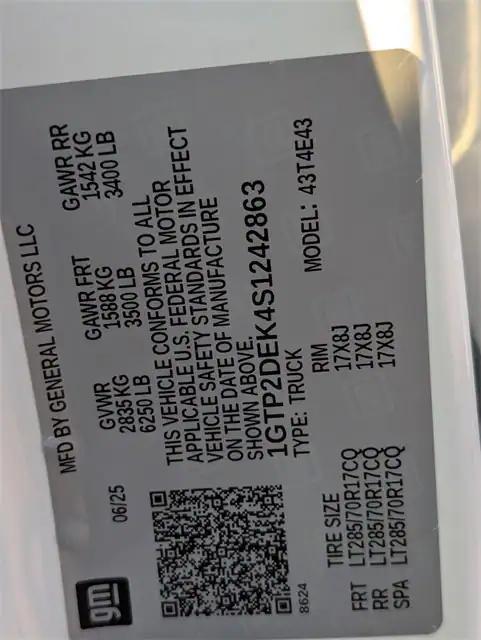 MFD BY GENERAL MOTORS LLC
gm
06/25
GVWR GAWR FRT GAWR RR
2835 KG 1588 KG 1542 KG
6250 LB 3500 LB 3400 LB
THIS VEHICLE CONFORMS TO ALL
APPLICABLE U.S. FEDERAL MOTOR
VEHICLE SAFETY STANDARDS IN EFFECT
ON THE DATE OF MANUFACTURE
SHOWN ABOVE.
1GTP2DEK4S1242863
TYPE: TRUCK MODEL: 43T4E43
8624
TIRE SIZE RIM
FRT LT285/70R17CQ 17X8J
RR LT285/70R17CQ 17X8J
SPA LT285/70R17CQ 17X8J